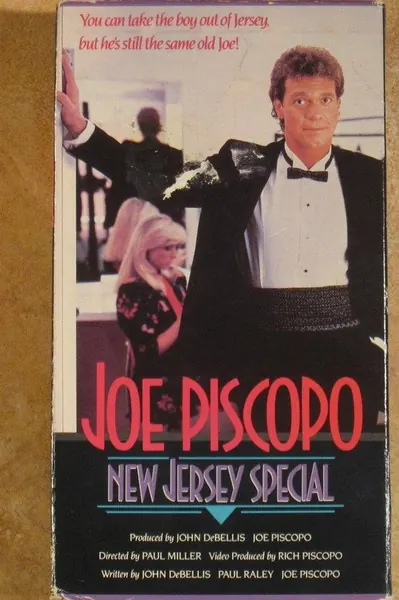 You can take the boy out of Jersey,
but he's still the same old Joe!
JOE PISCOPO
NEW JERSEY SPECIAL
Produced by JOHN DeBELLIS JOE PISCOPO
Directed by PAUL MILLER Video Produced by RICH PISCOPO
Written by JOHN DeBELLIS PAUL RALEY JOE PISCOPO